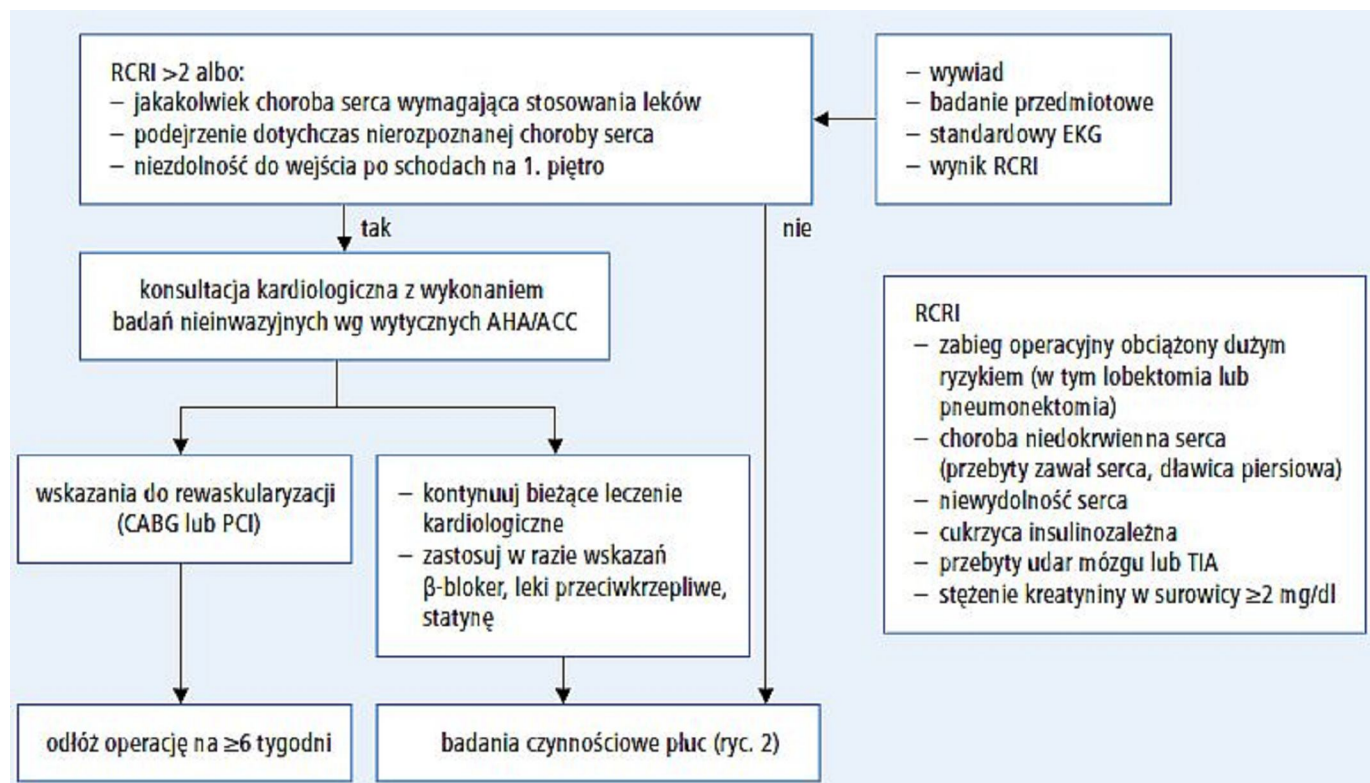 RCRI >2 albo:
– jakakolwiek choroba serca wymagająca stosowania leków
– podejrzenie dotychczas nierozpoznanej choroby serca
– niezdolność do wejścia po schodach na 1. piętro
– wywiad
– badanie przedmiotowe
– standardowy EKG
– wynik RCRI
tak
nie
konsultacja kardiologiczna z wykonaniem
badań nieinwazyjnych wg wytycznych AHA/ACC
RCRI
– zabieg operacyjny obciążony dużym
ryzykiem (w tym lobektomia lub
pneumonektomia)
– choroba niedokrwienna serca
(przebyty zawał serca, dławica piersiowa)
– niewydolność serca
– cukrzyca insulinozależna
– przebyty udar mózgu lub TIA
– stężenie kreatyniny w surowicy ≥2 mg/dl
wskazania do rewaskularyzacji
(CABG lub PCI)
– kontynuuj bieżące leczenie
kardiologiczne
– zastosuj w razie wskazań
β-bloker, leki przeciwkrzepliwe,
statynę
odłóż operację na ≥6 tygodni
badania czynnościowe płuc (ryc. 2)